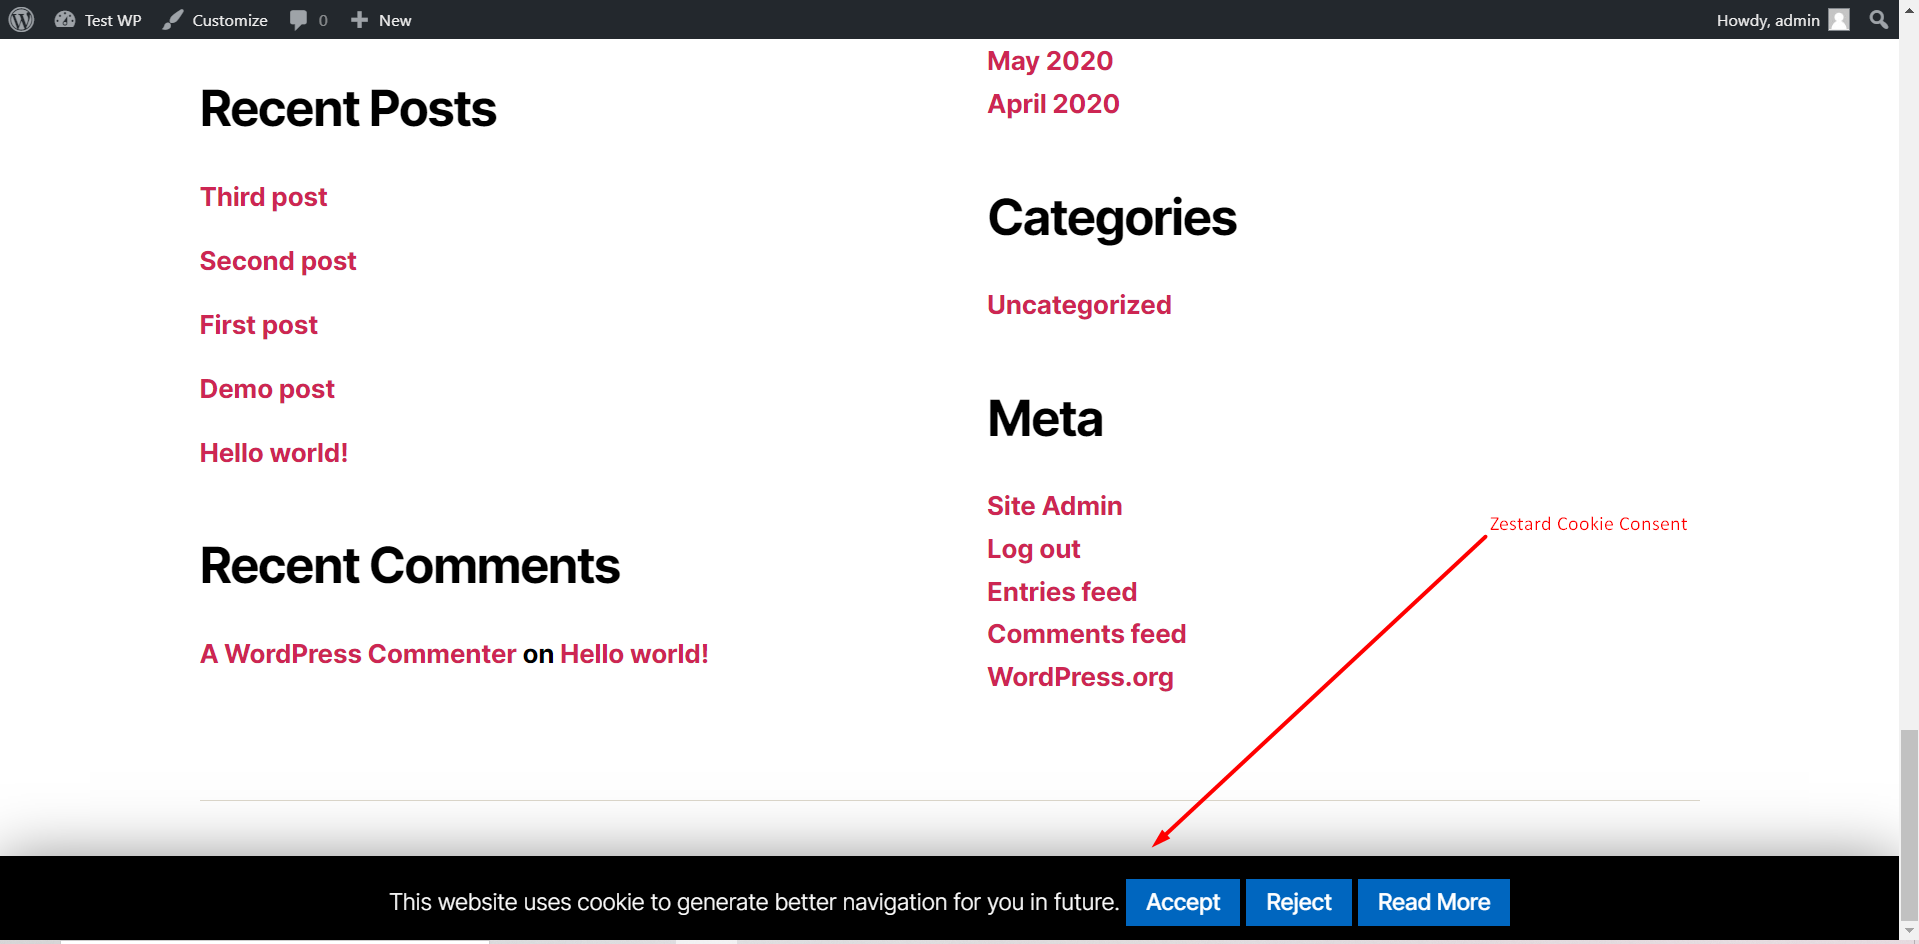 Test WP Customize 0 New Howdy, admin
Recent Posts
Third post
Second post
First post
Demo post
Hello world!
Recent Comments
A WordPress Commenter on Hello world!
May 2020
April 2020
Categories
Uncategorized
Meta
Site Admin
Log out
Entries feed
Comments feed
WordPress.org
Zestard Cookie Consent
This website uses cookie to generate better navigation for you in future. Accept Reject Read More